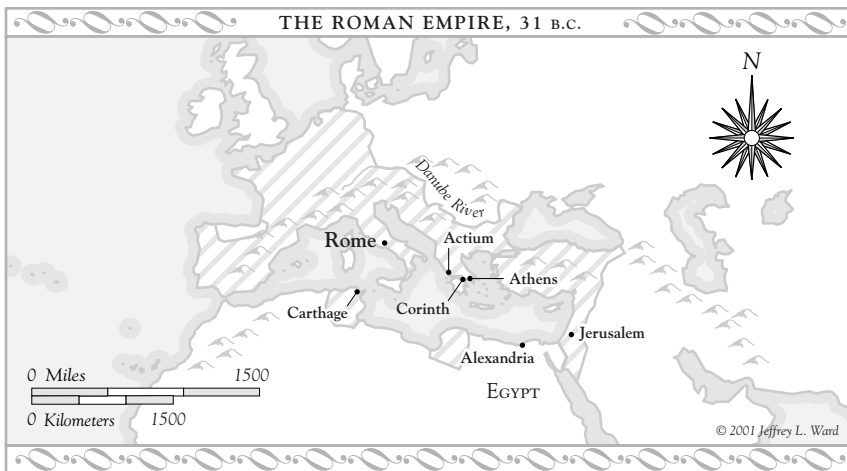 THE ROMAN EMPIRE, 31 B.C.
N
Danube River
Rome
Actium
Athens
Carthage
Corinth
Jerusalem
Alexandria
EGYPT
0 Miles 1500
0 Kilometers 1500
© 2001 Jeffrey L. Ward